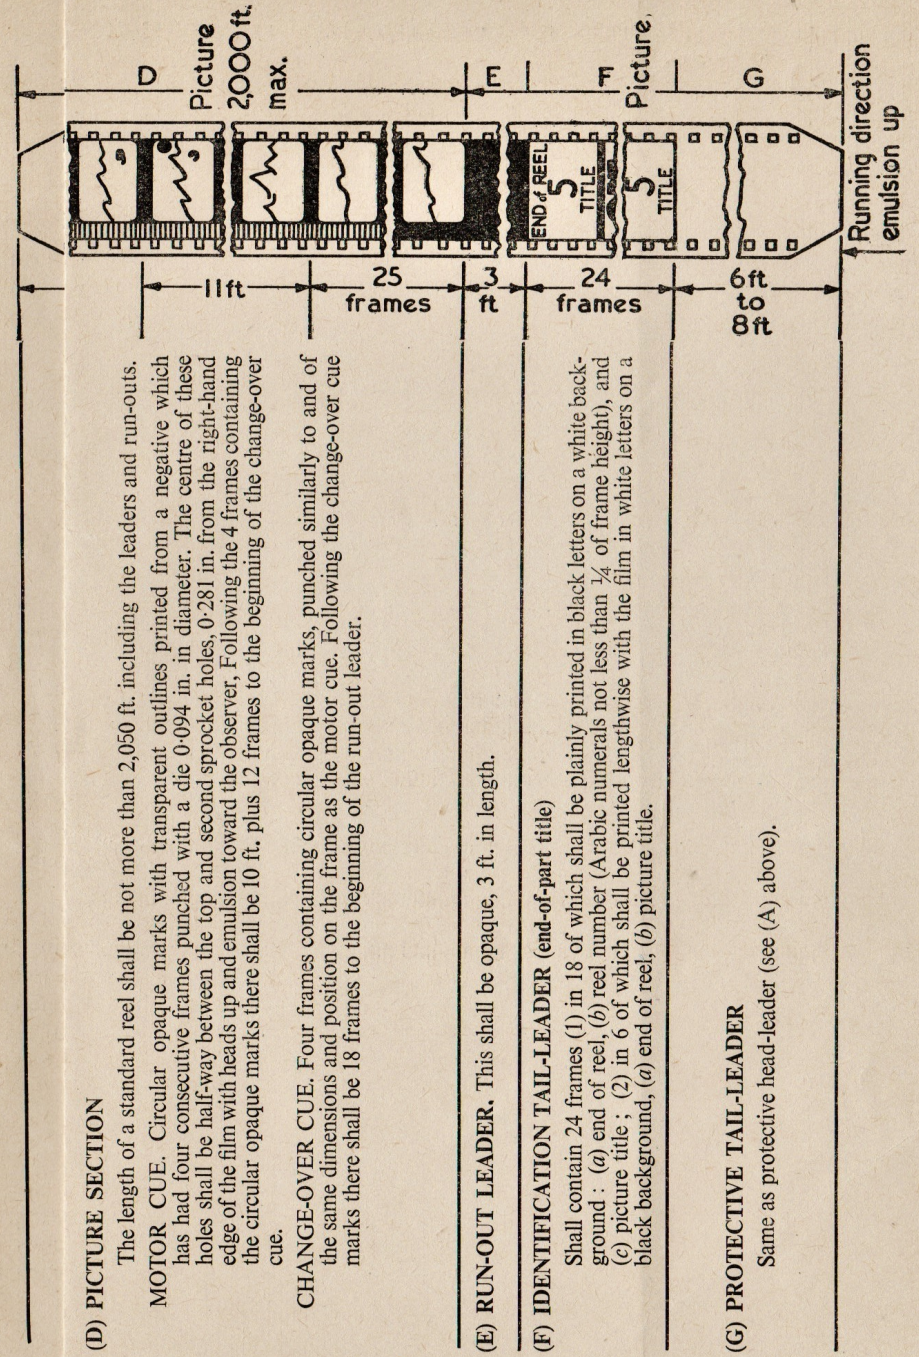 (D) PICTURE SECTION
The length of a standard reel shall be not more than 2,050 ft. including the leaders and run-outs.
MOTOR CUE. Circular opaque marks with transparent outlines printed from a negative which
has had four consecutive frames punched with a die 0·094 in. in diameter. The centre of these
holes shall be half-way between the top and second sprocket holes, 0·281 in. from the right-hand
edge of the film with heads up and emulsion toward the observer, Following the 4 frames containing
the circular opaque marks there shall be 10 ft. plus 12 frames to the beginning of the change-over
cue.
CHANGE-OVER CUE. Four frames containing circular opaque marks, punched similarly to and of
the same dimensions and position on the frame as the motor cue. Following the change-over cue
marks there shall be 18 frames to the beginning of the run-out leader.
(E) RUN-OUT LEADER. This shall be opaque, 3 ft. in length.
(F) IDENTIFICATION TAIL-LEADER (end-of-part title)
Shall contain 24 frames (1) in 18 of which shall be plainly printed in black letters on a white back-
ground : (a) end of reel, (b) reel number (Arabic numerals not less than ¼ of frame height), and
(c) picture title ; (2) in 6 of which shall be printed lengthwise with the film in white letters on a
black background, (a) end of reel, (b) picture title.
(G) PROTECTIVE TAIL-LEADER
Same as protective head-leader (see (A) above).
11ft
25
frames
3
ft
24
frames
6ft
to
8ft
END of REEL
5
TITLE
5
TITLE
D
Picture
2,000 ft.
max.
E
F
Picture,
G
Running direction
emulsion up